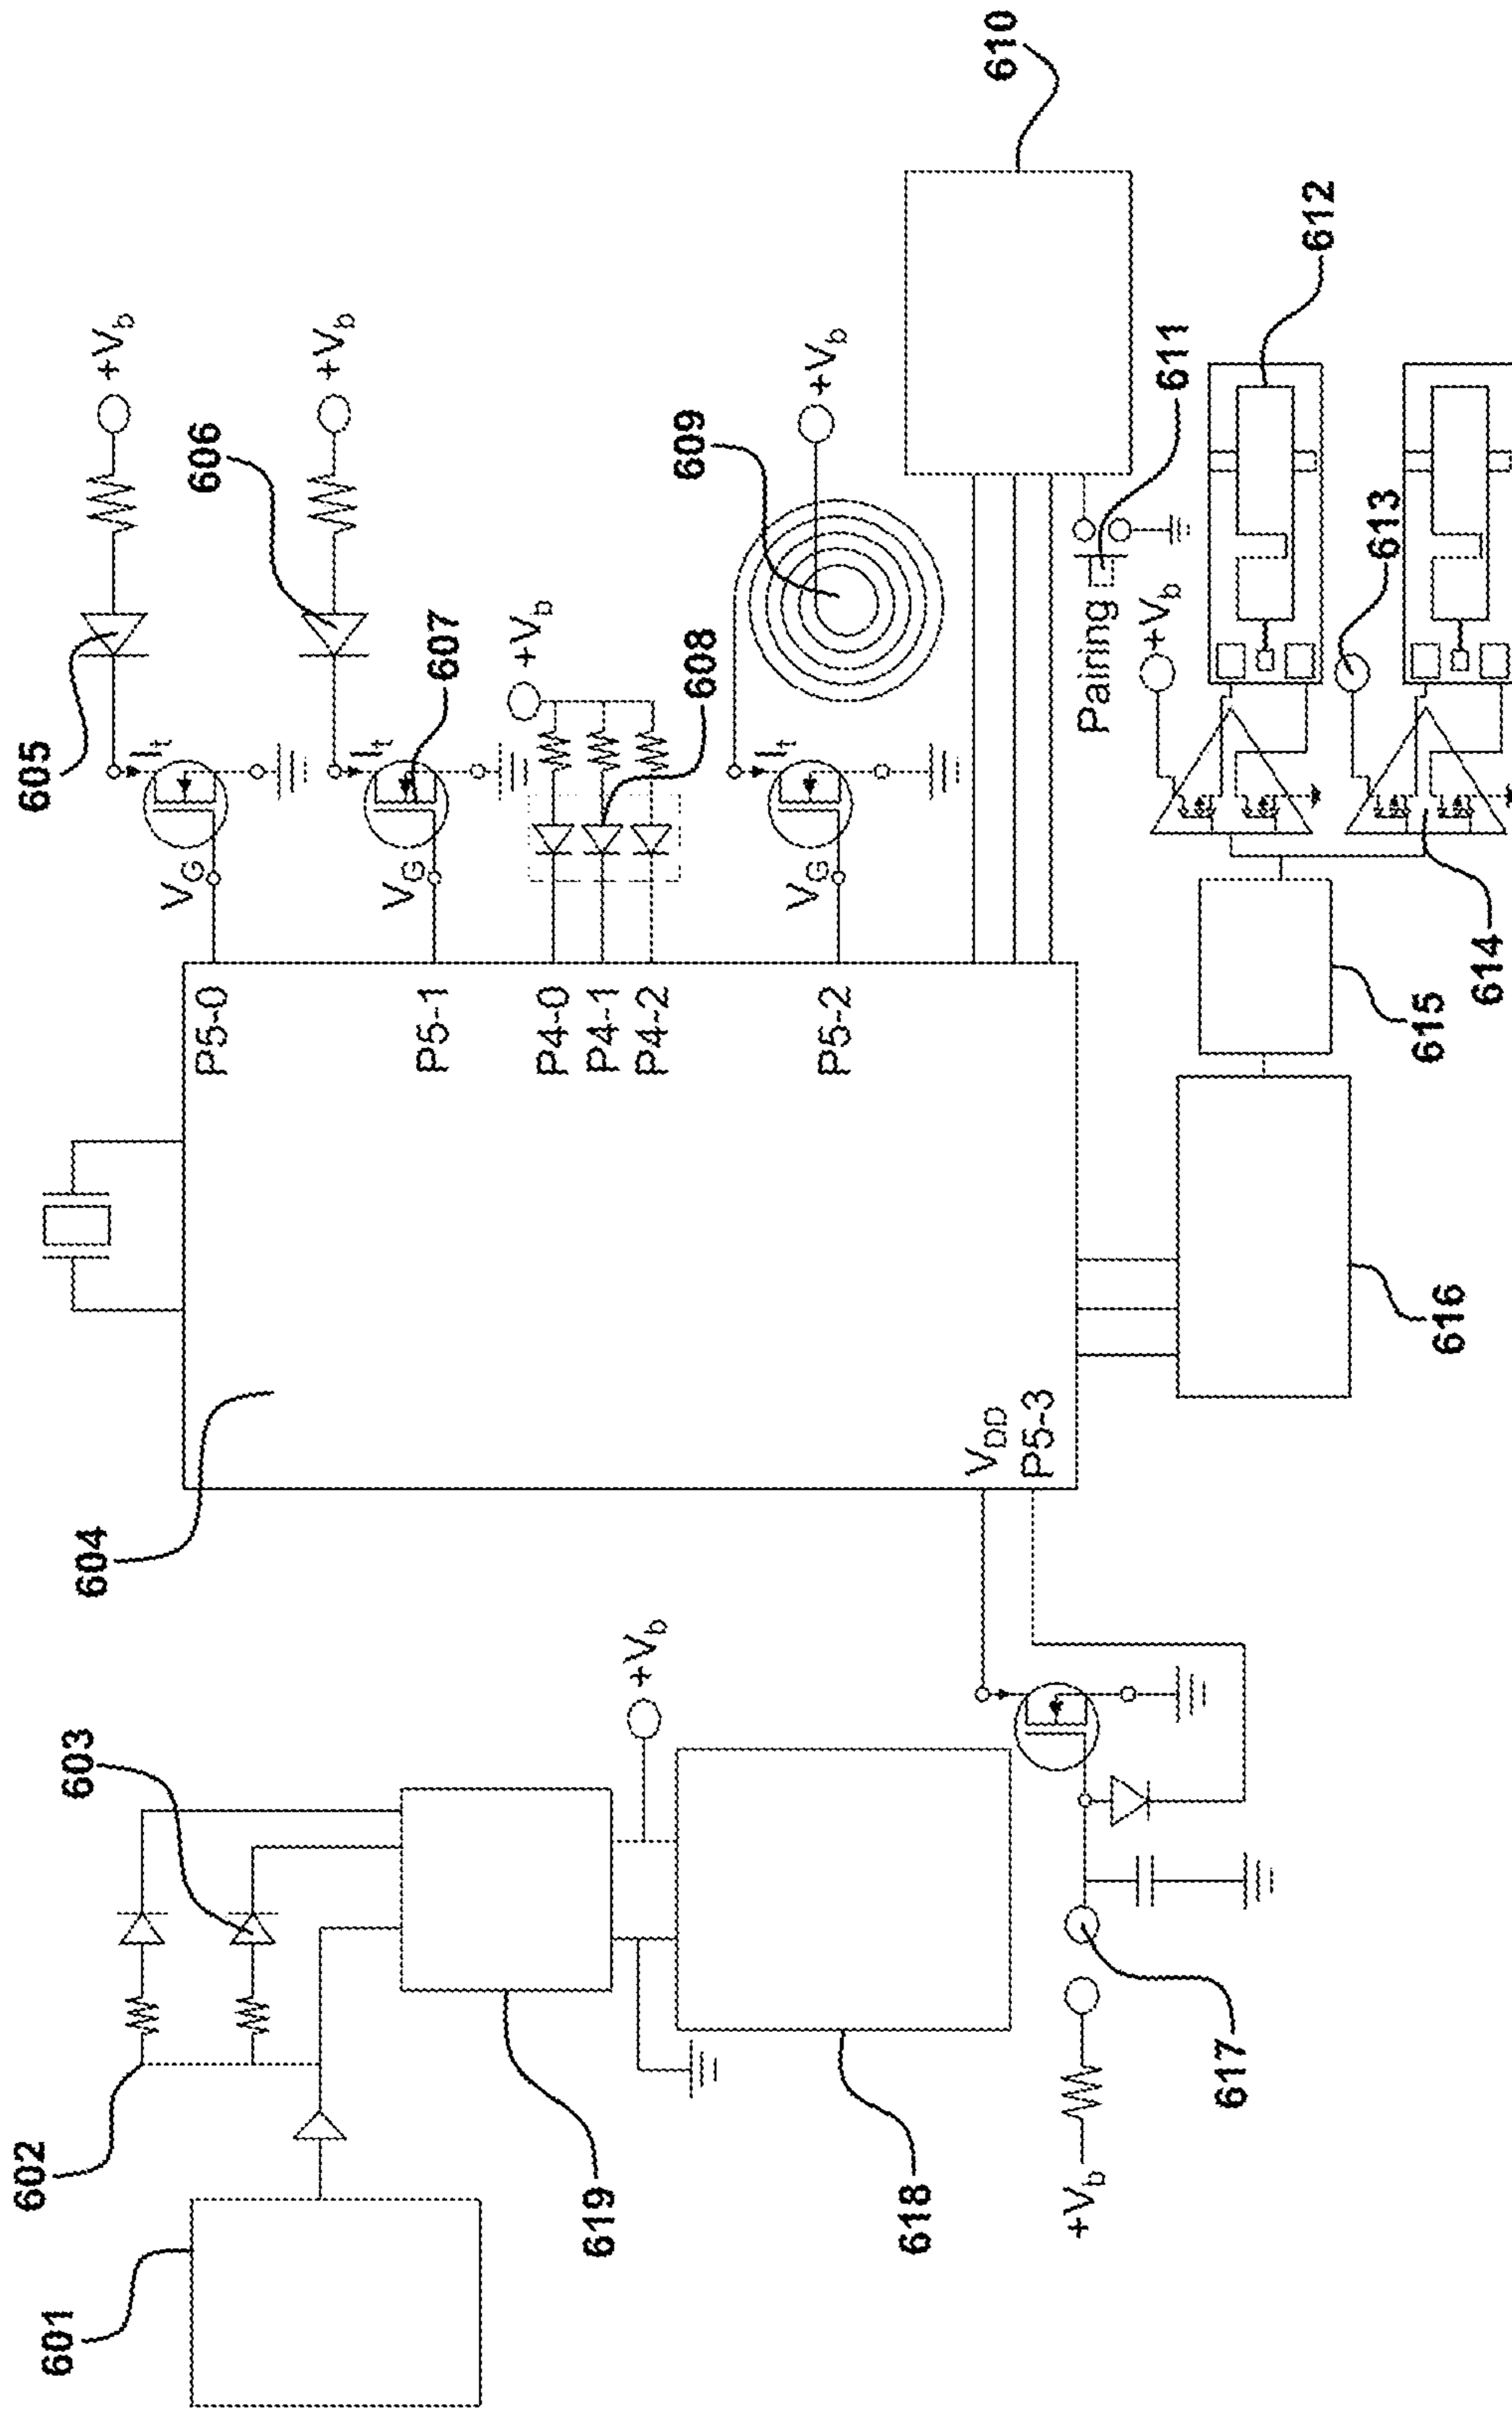 601
602
603
604
605
+Vb
606
+Vb
607
608
+Vb
609
+Vb
610
611
Pairing
+Vb
612
613
614
615
616
617
618
619
+Vb
+Vb
VDD
P5-3
P5-0
P5-1
P4-0
P4-1
P4-2
P5-2
VG
It
VG
It
VG
It